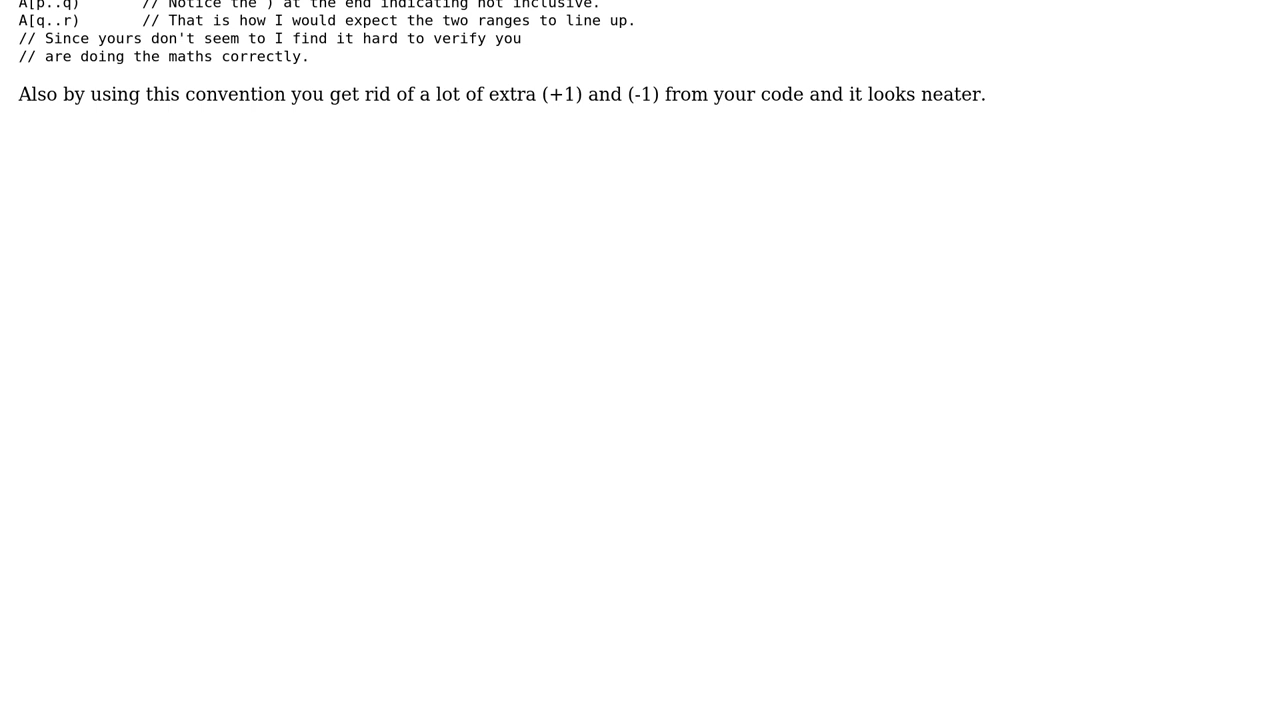 A[p..q)       // Notice the ) at the end indicating not inclusive.
A[q..r)       // That is how I would expect the two ranges to line up.
// Since yours don't seem to I find it hard to verify you
// are doing the maths correctly.
Also by using this convention you get rid of a lot of extra (+1) and (-1) from your code and it looks neater.